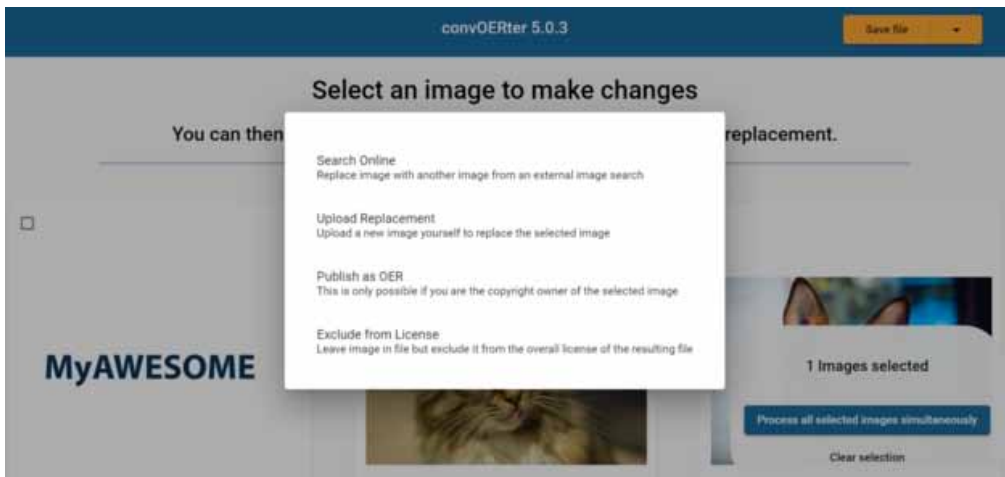 convOERter 5.0.3
Save file
Select an image to make changes
You can then
replacement.
Search Online
Replace image with another image from an external image search
Upload Replacement
Upload a new image yourself to replace the selected image
Publish as OER
This is only possible if you are the copyright owner of the selected image
Exclude from License
Leave image in file but exclude it from the overall license of the resulting file
MyAWESOME
1 Images selected
Process all selected images simultaneously
Clear selection